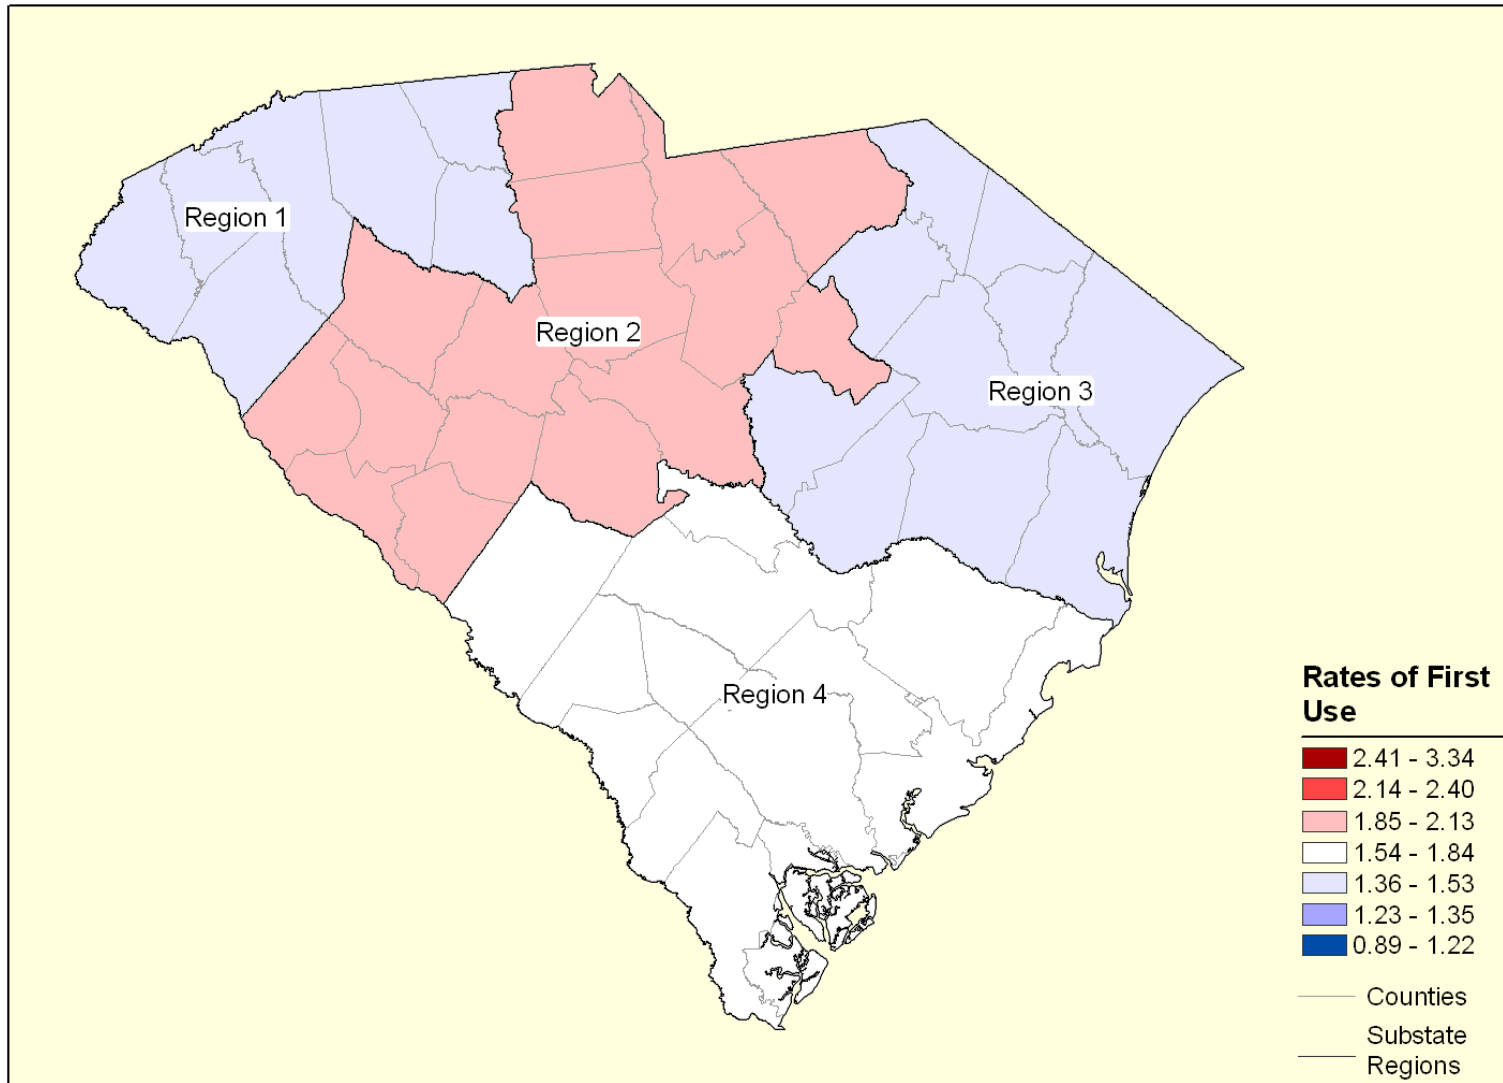 Region 1
Region 2
Region 3
Region 4
Rates of First
Use
2.41 - 3.34
2.14 - 2.40
1.85 - 2.13
1.54 - 1.84
1.36 - 1.53
1.23 - 1.35
0.89 - 1.22
Counties
Substate
Regions